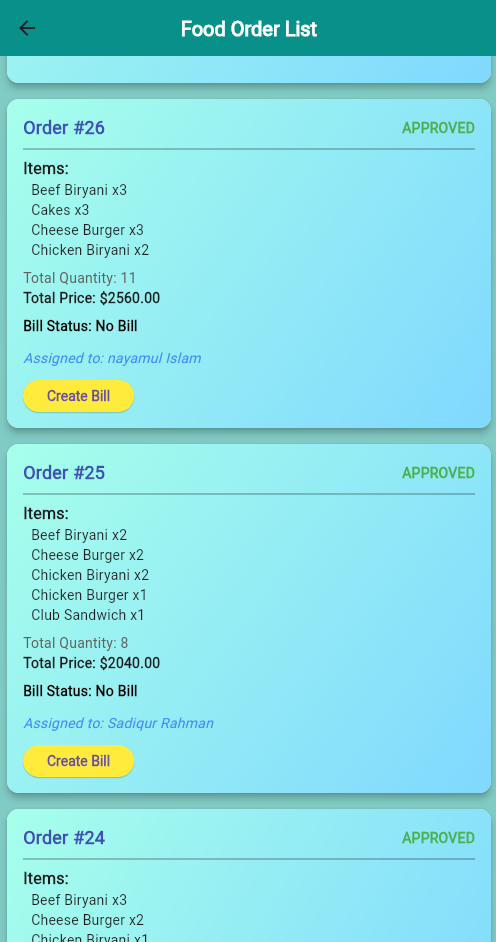 Food Order List
Order #26 APPROVED
Items:
Beef Biryani x3
Cakes x3
Cheese Burger x3
Chicken Biryani x2
Total Quantity: 11
Total Price: $2560.00
Bill Status: No Bill
Assigned to: nayamul Islam
Create Bill
Order #25 APPROVED
Items:
Beef Biryani x2
Cheese Burger x2
Chicken Biryani x2
Chicken Burger x1
Club Sandwich x1
Total Quantity: 8
Total Price: $2040.00
Bill Status: No Bill
Assigned to: Sadiqur Rahman
Create Bill
Order #24 APPROVED
Items:
Beef Biryani x3
Cheese Burger x2
Chicken Biryani x1